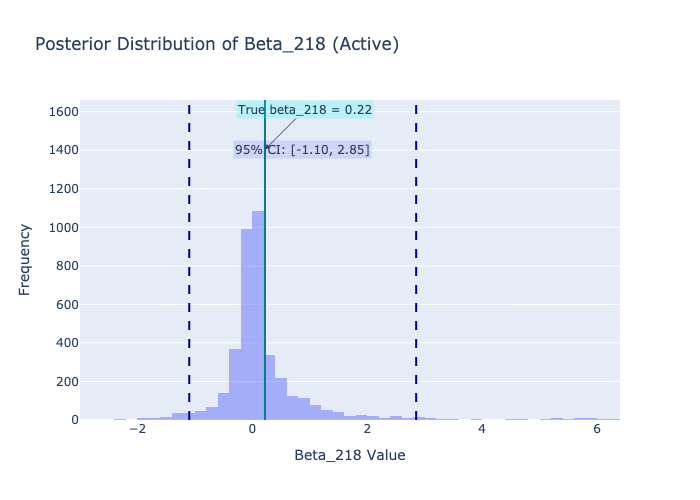 Posterior Distribution of Beta_218 (Active)
True beta_218 = 0.22
95% CI: [-1.10, 2.85]
1600
1400
1200
1000
800
600
400
200
0
Frequency
−2
0
2
4
6
Beta_218 Value